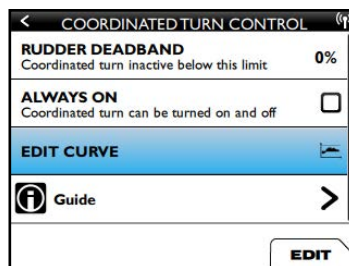 COORDINATED TURN CONTROL
RUDDER DEADBAND
Coordinated turn inactive below this limit
0%
ALWAYS ON
Coordinated turn can be turned on and off
EDIT CURVE
Guide
EDIT